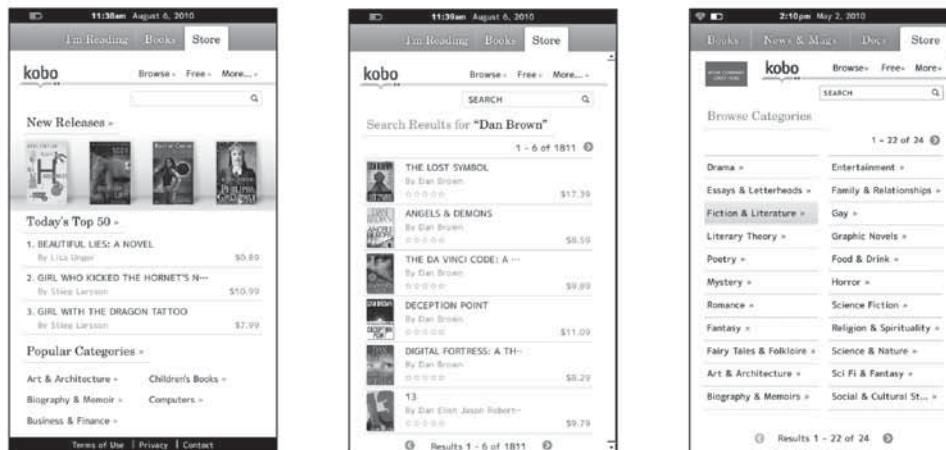 11:38am August 6, 2010
I'm Reading Books Store
kobo Browse Free More...
New Releases »
Today's Top 50 »
1. BEAUTIFUL LIES: A NOVEL
By Lisa Unger $0.89
2. GIRL WHO KICKED THE HORNET'S N···
By Stieg Larsson $10.99
3. GIRL WITH THE DRAGON TATTOO
By Stieg Larsson $7.99
Popular Categories »
Art & Architecture » Children's Books »
Biography & Memoir » Computers »
Business & Finance »
Terms of Use | Privacy | Contact
11:39am August 6, 2010
I'm Reading Books Store
kobo Browse Free More...
SEARCH
Search Results for "Dan Brown"
1 - 6 of 1811
THE LOST SYMBOL
By Dan Brown
$17.39
ANGELS & DEMONS
By Dan Brown
$8.59
THE DA VINCI CODE: A ···
By Dan Brown
$9.89
DECEPTION POINT
By Dan Brown
$11.09
DIGITAL FORTRESS: A TH···
By Dan Brown
$8.29
13
By Dan Elish Jason Robert···
$9.79
Results 1 - 6 of 1811
2:10pm May 2, 2010
Books News & Mags Docs Store
kobo Browse Free More
SEARCH
Browse Categories
1 - 22 of 24
Drama » Entertainment »
Essays & Letterheads » Family & Relationships »
Fiction & Literature » Gay »
Literary Theory » Graphic Novels »
Poetry » Food & Drink »
Mystery » Horror »
Romance » Science Fiction »
Fantasy » Religion & Spirituality »
Fairy Tales & Folkloire » Science & Nature »
Art & Architecture » Sci Fi & Fantasy »
Biography & Memoirs » Social & Cultural St... »
Results 1 - 22 of 24